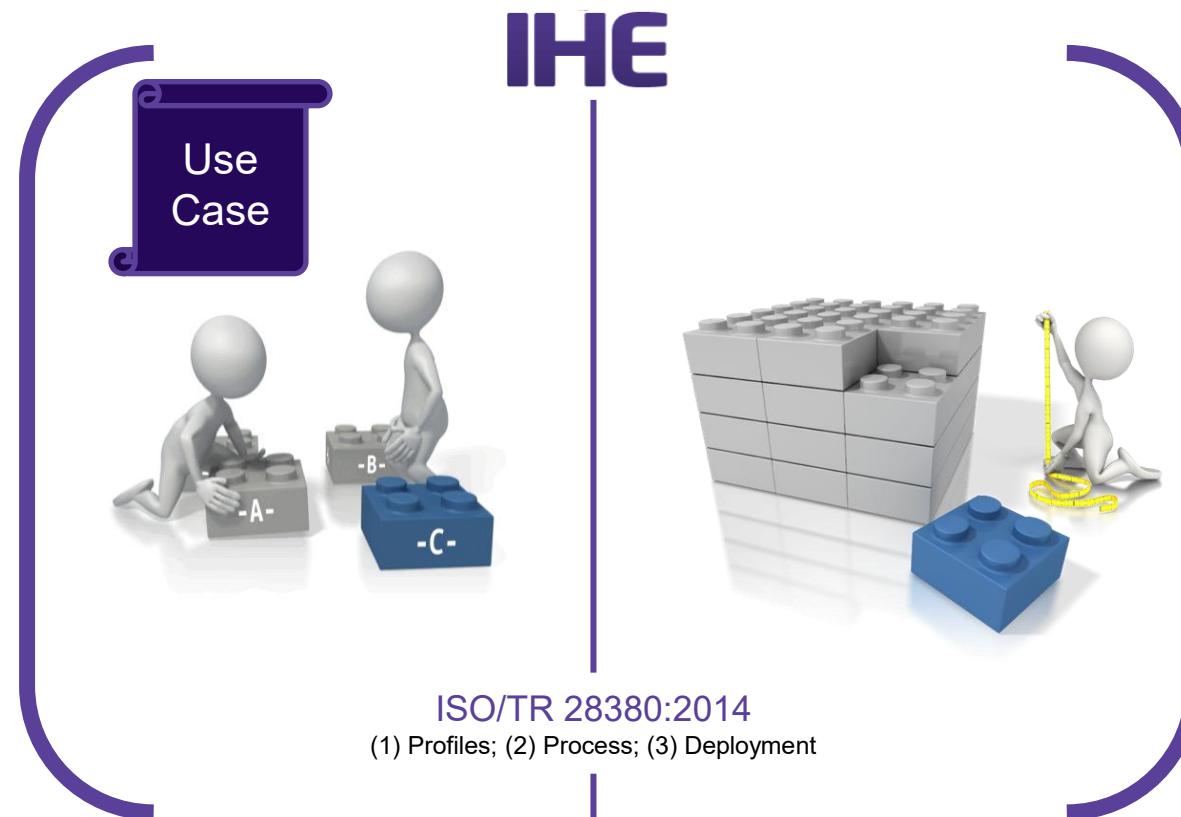 IHE
Use
Case
-B-
-A-
-C-
ISO/TR 28380:2014
(1) Profiles; (2) Process; (3) Deployment